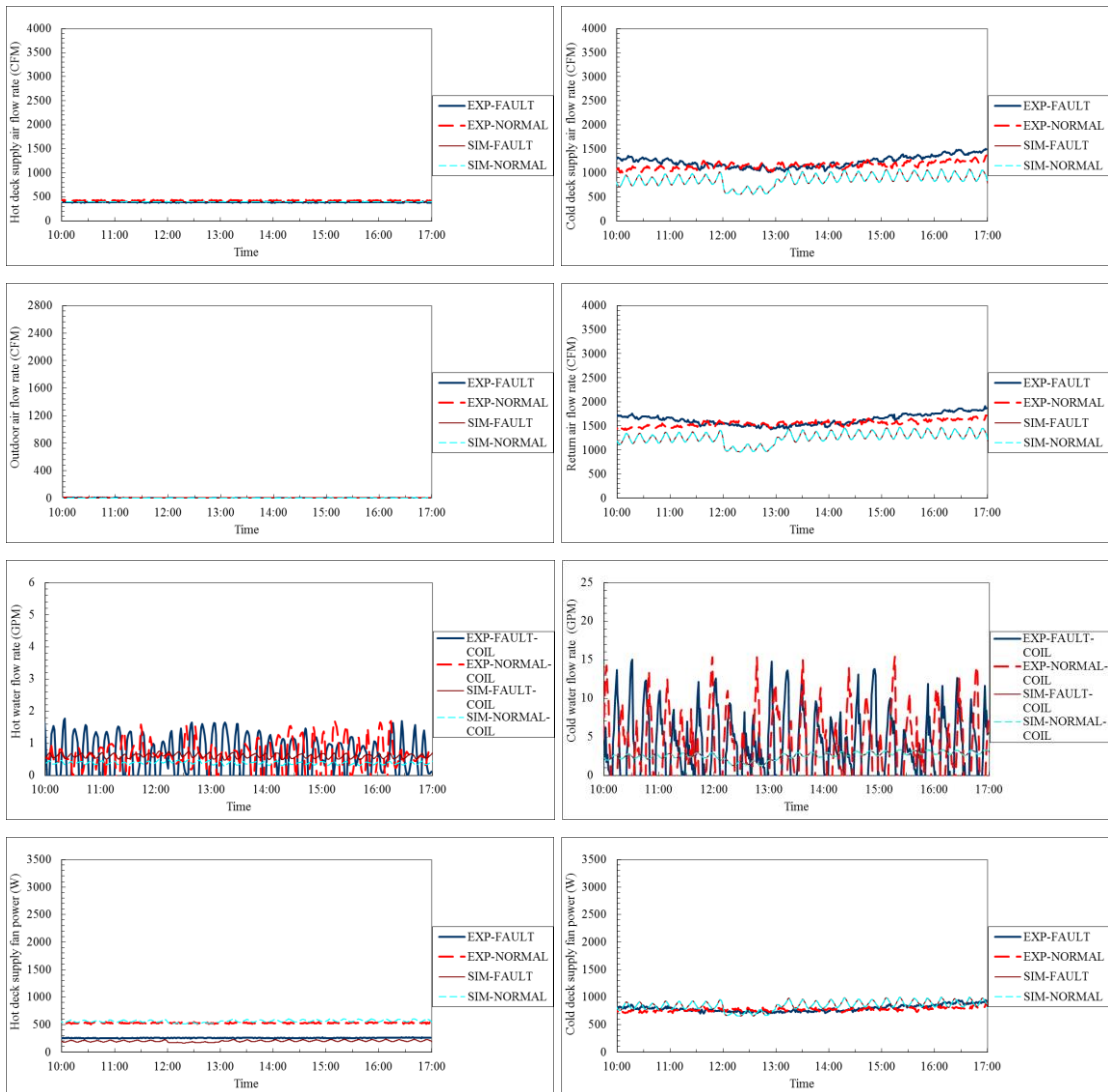 Hot deck supply air flow rate (CFM)
4000
3500
3000
2500
2000
1500
1000
500
0
10:00 11:00 12:00 13:00 14:00 15:00 16:00 17:00
Time
EXP-FAULT
EXP-NORMAL
SIM-FAULT
SIM-NORMAL
Cold deck supply air flow rate (CFM)
4000
3500
3000
2500
2000
1500
1000
500
0
10:00 11:00 12:00 13:00 14:00 15:00 16:00 17:00
Time
EXP-FAULT
EXP-NORMAL
SIM-FAULT
SIM-NORMAL
Outdoor air flow rate (CFM)
2800
2400
2000
1600
1200
800
400
0
10:00 11:00 12:00 13:00 14:00 15:00 16:00 17:00
Time
EXP-FAULT
EXP-NORMAL
SIM-FAULT
SIM-NORMAL
Return air flow rate (CFM)
4000
3500
3000
2500
2000
1500
1000
500
0
10:00 11:00 12:00 13:00 14:00 15:00 16:00 17:00
Time
EXP-FAULT
EXP-NORMAL
SIM-FAULT
SIM-NORMAL
Hot water flow rate (GPM)
6
5
4
3
2
1
0
10:00 11:00 12:00 13:00 14:00 15:00 16:00 17:00
Time
EXP-FAULT-
COIL
EXP-NORMAL-
COIL
SIM-FAULT-
COIL
SIM-NORMAL-
COIL
Cold water flow rate (GPM)
25
20
15
10
5
0
10:00 11:00 12:00 13:00 14:00 15:00 16:00 17:00
Time
EXP-FAULT-
COIL
EXP-NORMAL-
COIL
SIM-FAULT-
COIL
SIM-NORMAL-
COIL
Hot deck supply fan power (W)
3500
3000
2500
2000
1500
1000
500
0
10:00 11:00 12:00 13:00 14:00 15:00 16:00 17:00
Time
EXP-FAULT
EXP-NORMAL
SIM-FAULT
SIM-NORMAL
Cold deck supply fan power (W)
3500
3000
2500
2000
1500
1000
500
0
10:00 11:00 12:00 13:00 14:00 15:00 16:00 17:00
Time
EXP-FAULT
EXP-NORMAL
SIM-FAULT
SIM-NORMAL